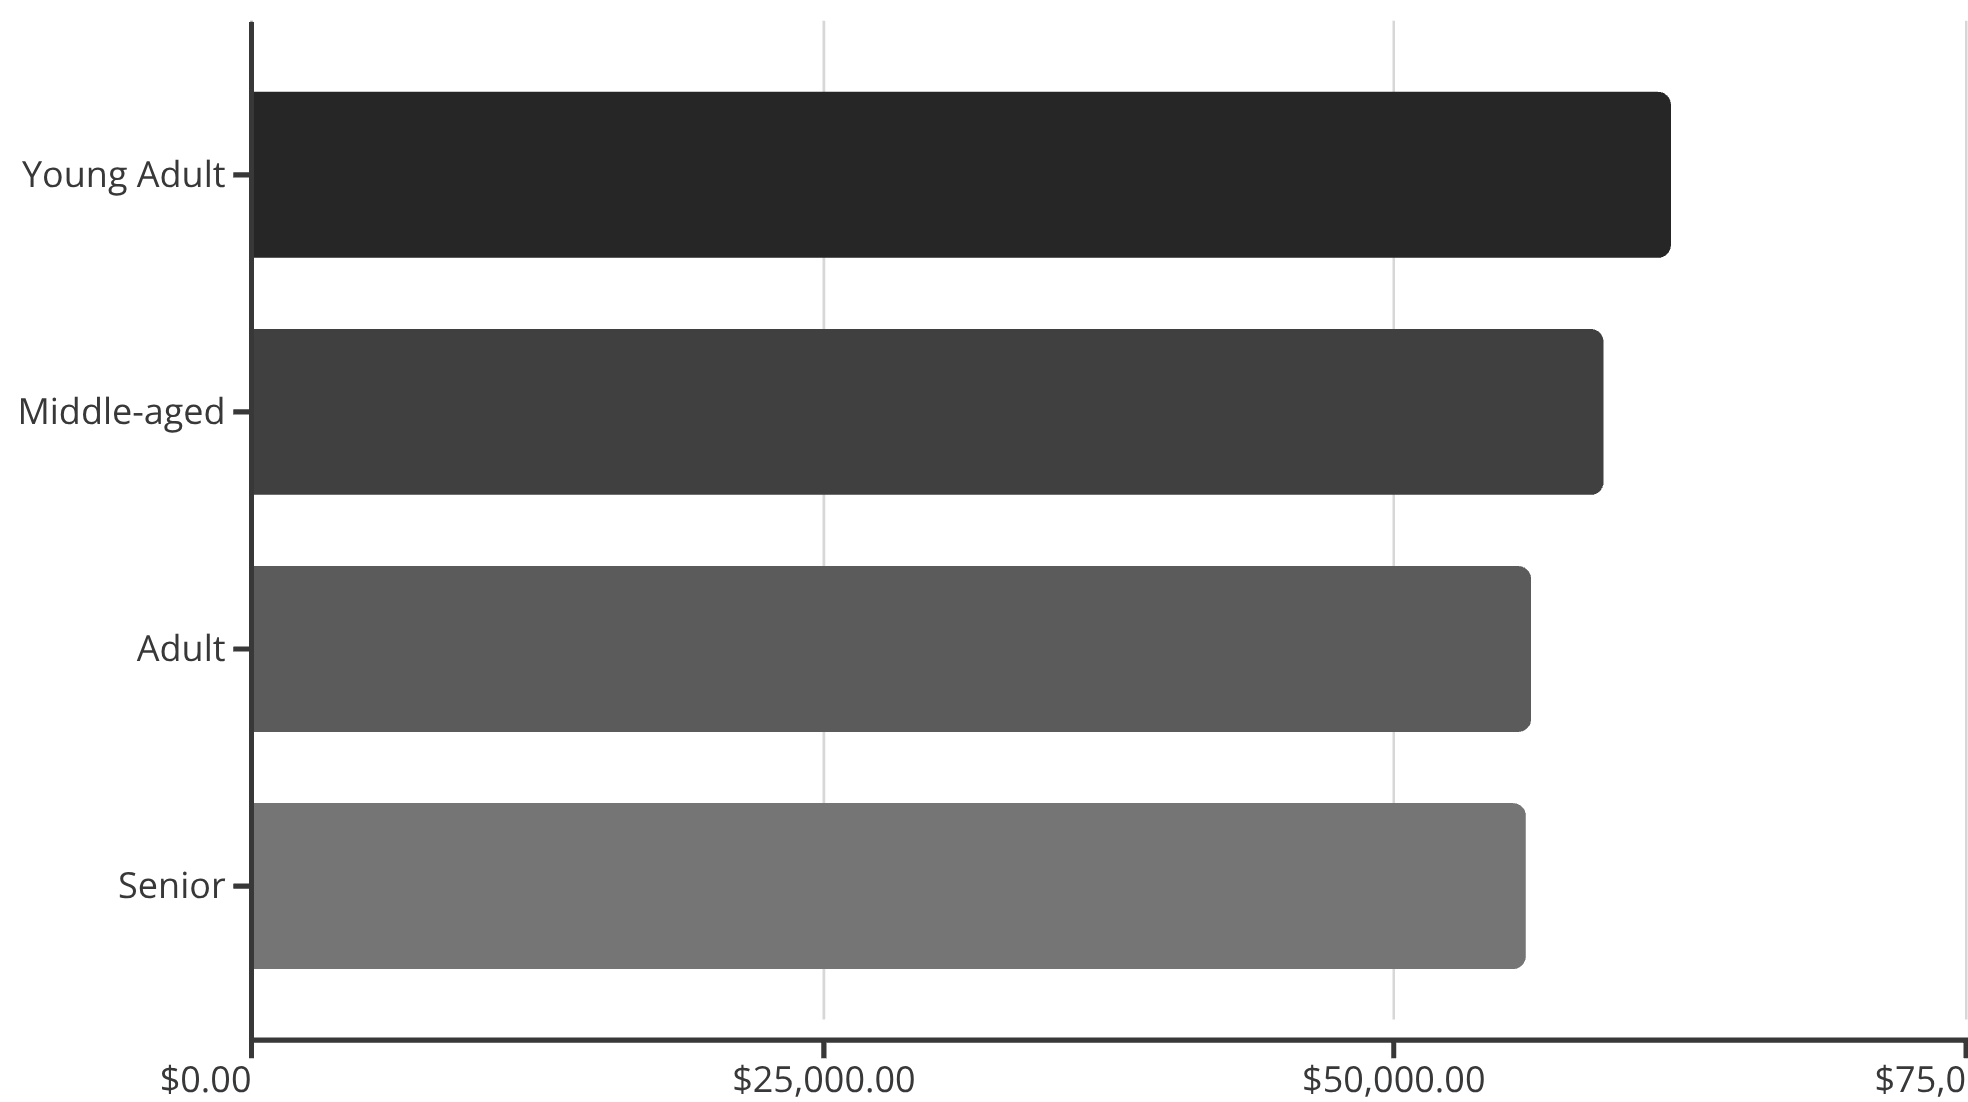 Young Adult
Middle-aged
Adult
Senior
$0.00 $25,000.00 $50,000.00 $75,0